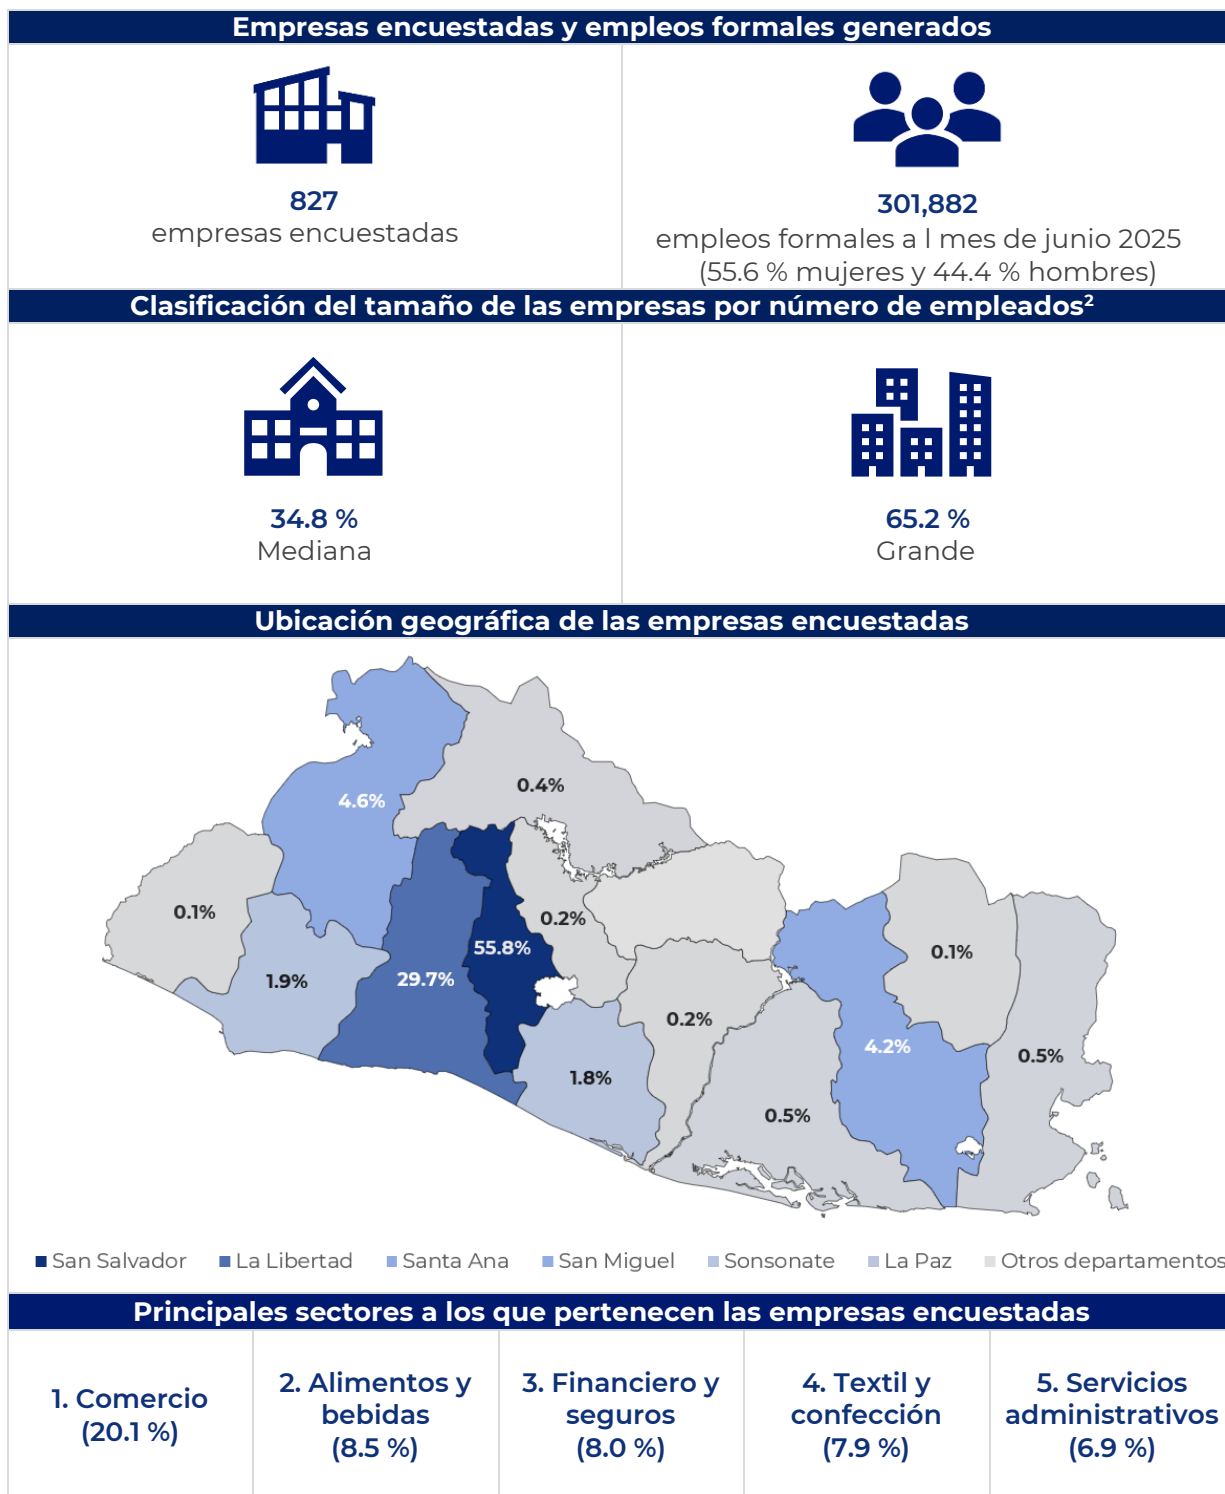 Empresas encuestadas y empleos formales generados
827
empresas encuestadas
301,882
empleos formales a l mes de junio 2025
(55.6 % mujeres y 44.4 % hombres)
Clasificación del tamaño de las empresas por número de empleados²
34.8 %
Mediana
65.2 %
Grande
Ubicación geográfica de las empresas encuestadas
0.4%
4.6%
0.1%
0.2%
55.8%
0.1%
29.7%
1.9%
0.2%
4.2%
0.5%
1.8%
0.5%
San Salvador La Libertad Santa Ana San Miguel Sonsonate La Paz Otros departamentos
Principales sectores a los que pertenecen las empresas encuestadas
1. Comercio
(20.1 %)
2. Alimentos y
bebidas
(8.5 %)
3. Financiero y
seguros
(8.0 %)
4. Textil y
confección
(7.9 %)
5. Servicios
administrativos
(6.9 %)